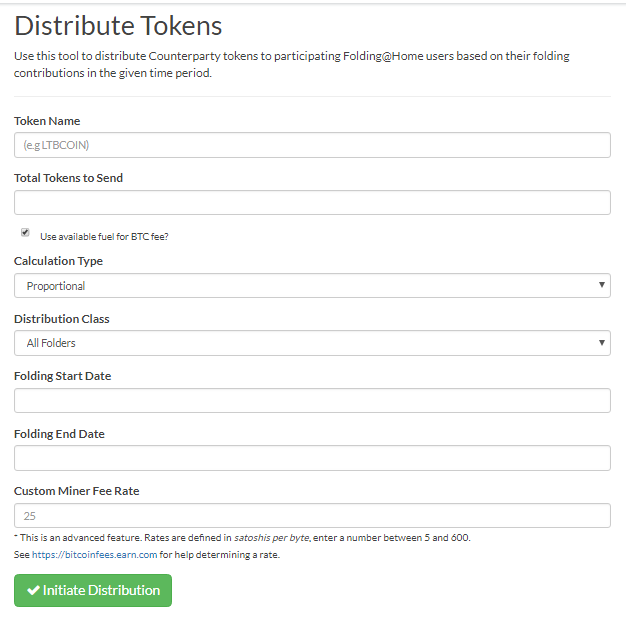 Distribute Tokens
Use this tool to distribute Counterparty tokens to participating Folding@Home users based on their folding
contributions in the given time period.
Token Name
(e.g LTBCOIN)
Total Tokens to Send
Use available fuel for BTC fee?
Calculation Type
Proportional
Distribution Class
All Folders
Folding Start Date
Folding End Date
Custom Miner Fee Rate
25
* This is an advanced feature. Rates are defined in satoshis per byte, enter a number between 5 and 600.
See https://bitcoinfees.earn.com for help determining a rate.
Initiate Distribution